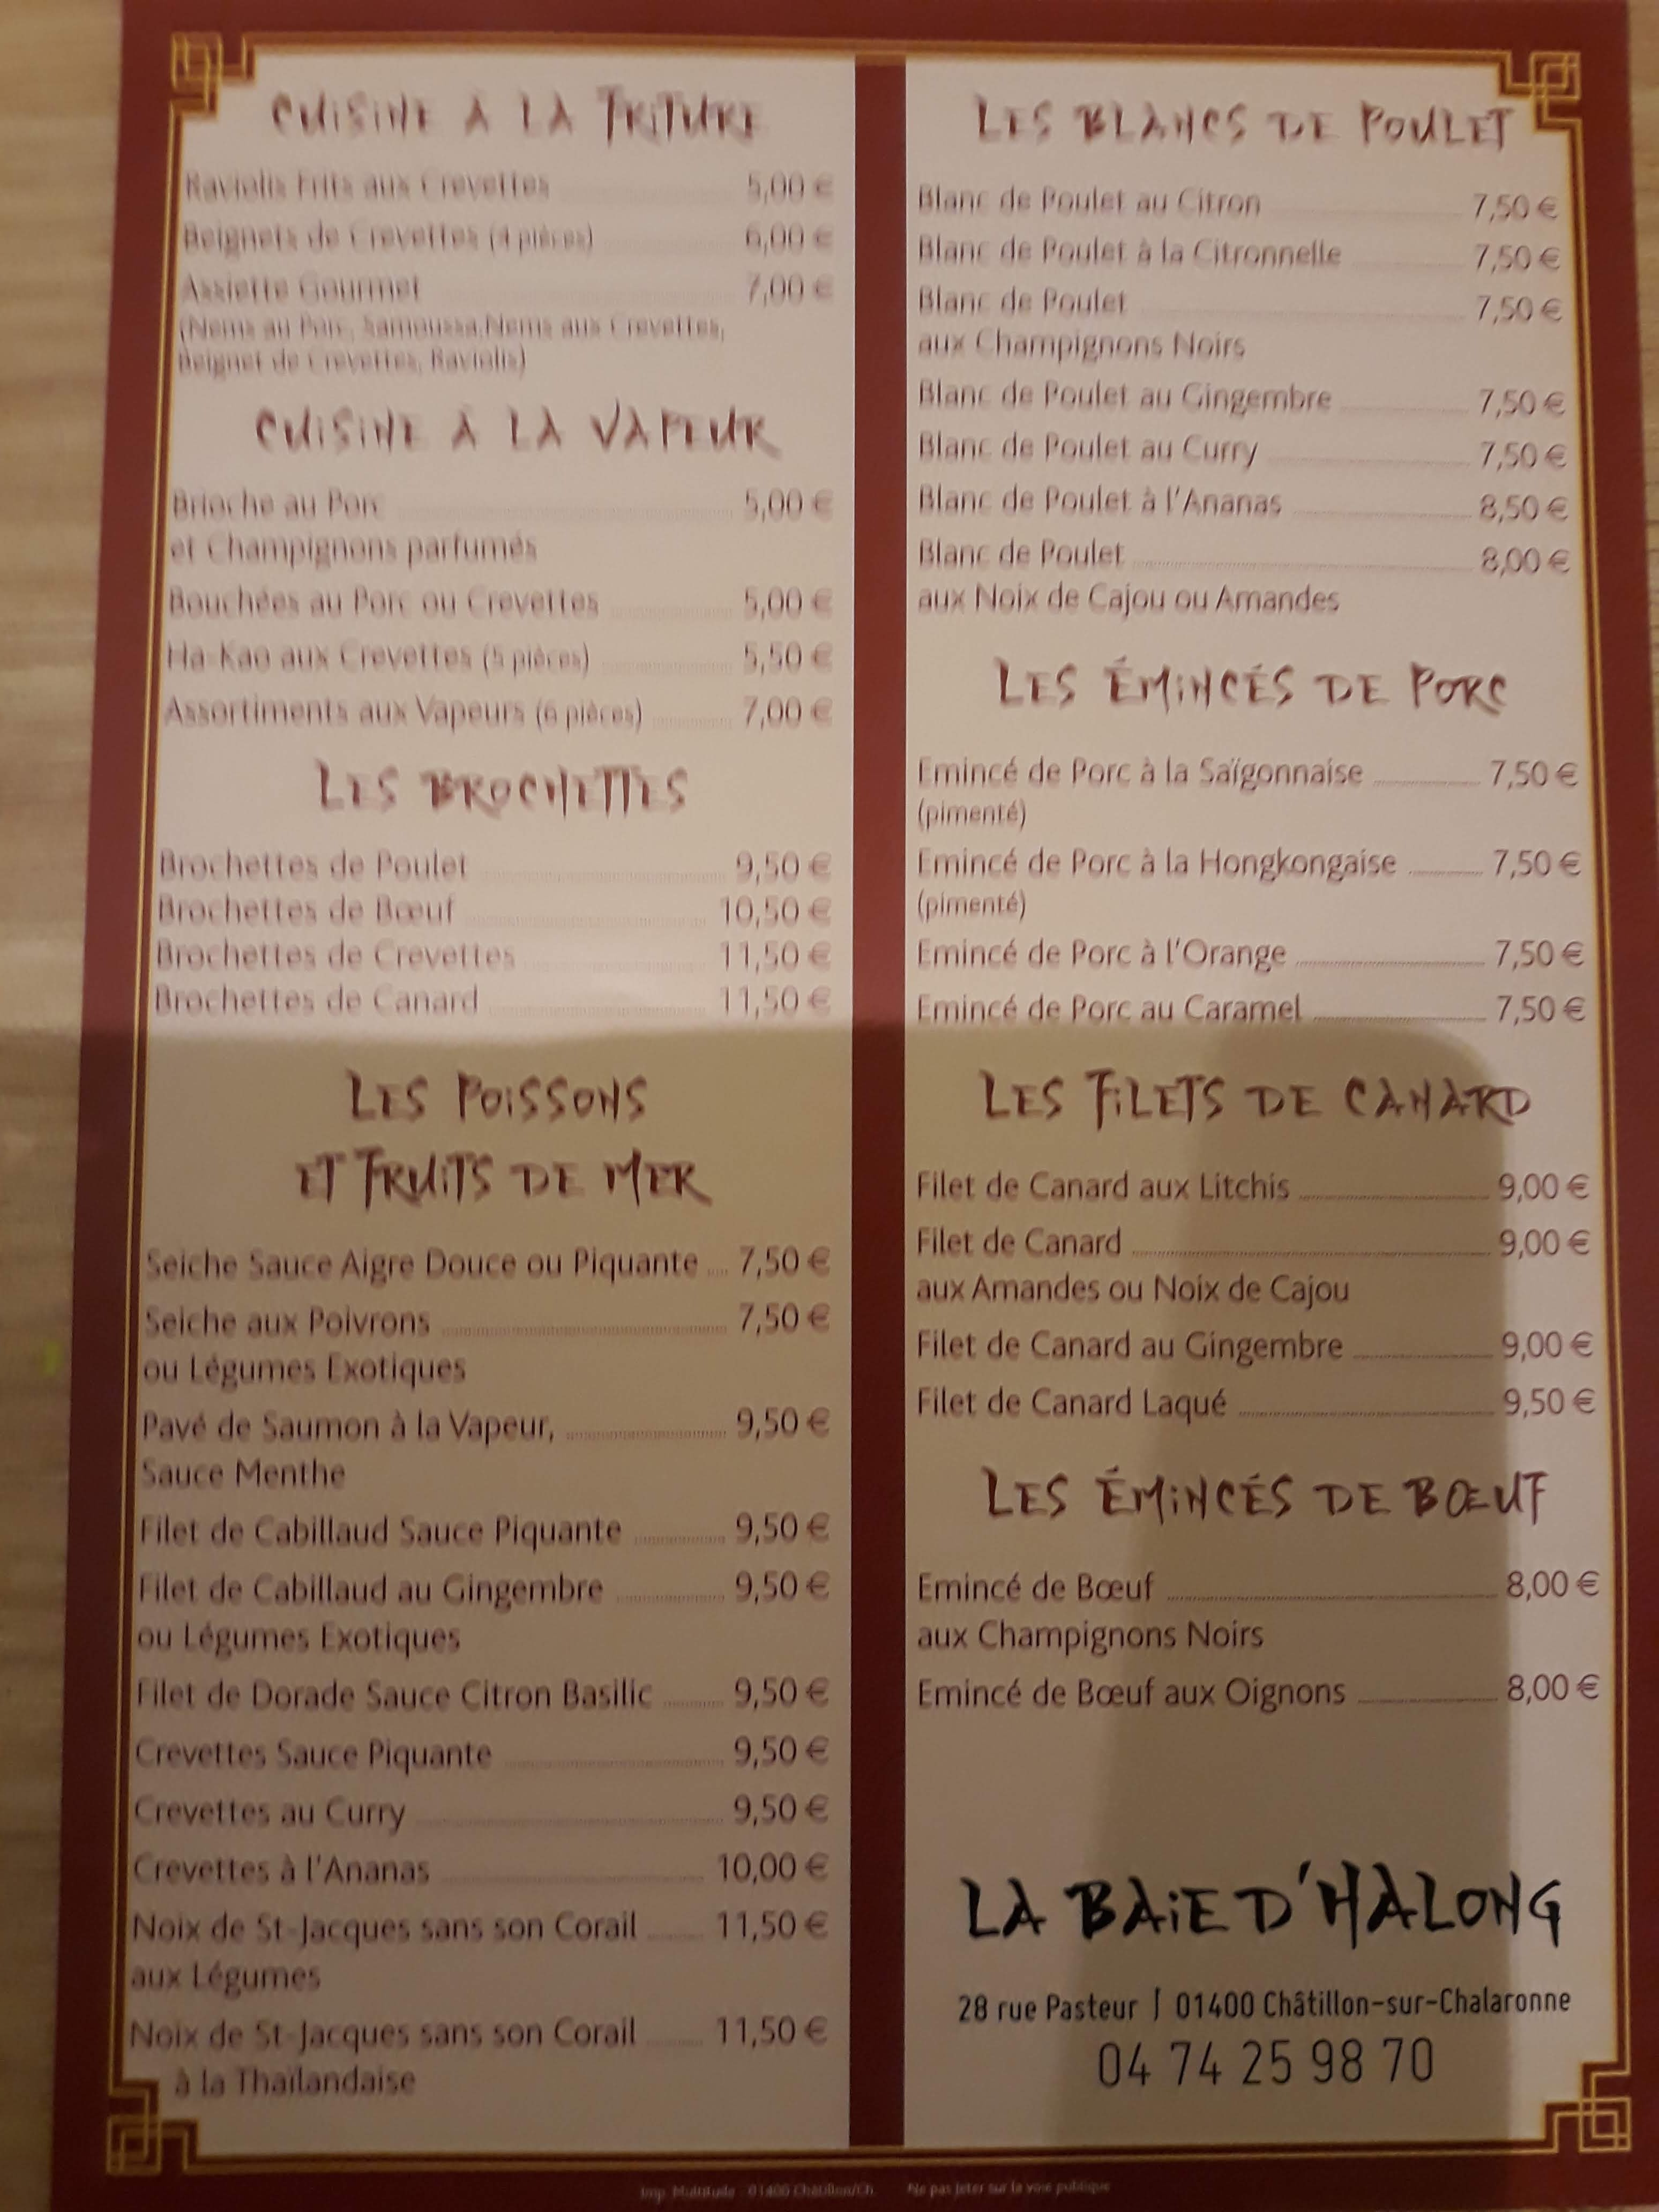 CUISINE À LA FRITURE
Raviolis Frits aux Crevettes 5,00 €
Beignets de Crevettes (4 pièces) 6,00 €
Assiette Gourmet 7,00 €
(Nems au Porc, Samoussa,Nems aux Crevettes,
Beignet de Crevettes, Raviolis)
CUISINE À LA VAPEUR
Brioche au Porc 5,00 €
et Champignons parfumés
Bouchées au Porc ou Crevettes 5,00 €
Ha-Kao aux Crevettes (5 pièces) 5,50 €
Assortiments aux Vapeurs (6 pièces) 7,00 €
LES BROCHETTES
Brochettes de Poulet 9,50 €
Brochettes de Bœuf 10,50 €
Brochettes de Crevettes 11,50 €
Brochettes de Canard 11,50 €
LES POISSONS
ET FRUITS DE MER
Seiche Sauce Aigre Douce ou Piquante 7,50 €
Seiche aux Poivrons 7,50 €
ou Légumes Exotiques
Pavé de Saumon à la Vapeur, 9,50 €
Sauce Menthe
Filet de Cabillaud Sauce Piquante 9,50 €
Filet de Cabillaud au Gingembre 9,50 €
ou Légumes Exotiques
Filet de Dorade Sauce Citron Basilic 9,50 €
Crevettes Sauce Piquante 9,50 €
Crevettes au Curry 9,50 €
Crevettes à l'Ananas 10,00 €
Noix de St-Jacques sans son Corail 11,50 €
aux Légumes
Noix de St-Jacques sans son Corail 11,50 €
à la Thaïlandaise
LES BLANCS DE POULET
Blanc de Poulet au Citron 7,50 €
Blanc de Poulet à la Citronnelle 7,50 €
Blanc de Poulet 7,50 €
aux Champignons Noirs
Blanc de Poulet au Gingembre 7,50 €
Blanc de Poulet au Curry 7,50 €
Blanc de Poulet à l'Ananas 8,50 €
Blanc de Poulet 8,00 €
aux Noix de Cajou ou Amandes
LES ÉMINCÉS DE PORC
Emincé de Porc à la Saïgonnaise 7,50 €
(pimenté)
Emincé de Porc à la Hongkongaise 7,50 €
(pimenté)
Emincé de Porc à l'Orange 7,50 €
Emincé de Porc au Caramel 7,50 €
LES FILETS DE CANARD
Filet de Canard aux Litchis 9,00 €
Filet de Canard 9,00 €
aux Amandes ou Noix de Cajou
Filet de Canard au Gingembre 9,00 €
Filet de Canard Laqué 9,50 €
LES ÉMINCÉS DE BŒUF
Emincé de Bœuf 8,00 €
aux Champignons Noirs
Emincé de Bœuf aux Oignons 8,00 €
LA BAIE D'HALONG
28 rue Pasteur | 01400 Châtillon-sur-Chalaronne
04 74 25 98 70
Imp. Multitude - 01400 Châtillon/Ch. Ne pas jeter sur la voie publique